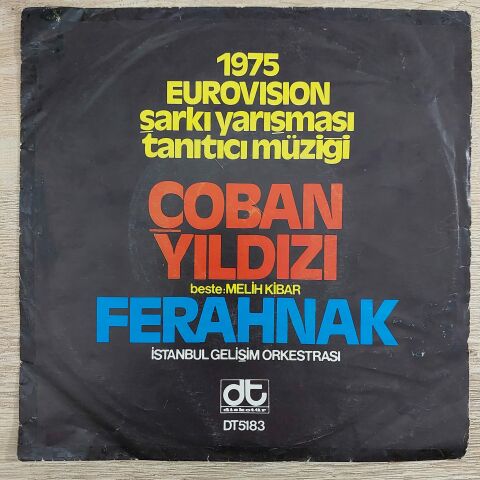 1975
EUROVISION
şarkı yarışması
tanıtıcı müziği
ÇOBAN
YILDIZI
beste: MELİH KİBAR
FERAHNAK
İSTANBUL GELİŞİM ORKESTRASI
dt
diskotür
DT5183